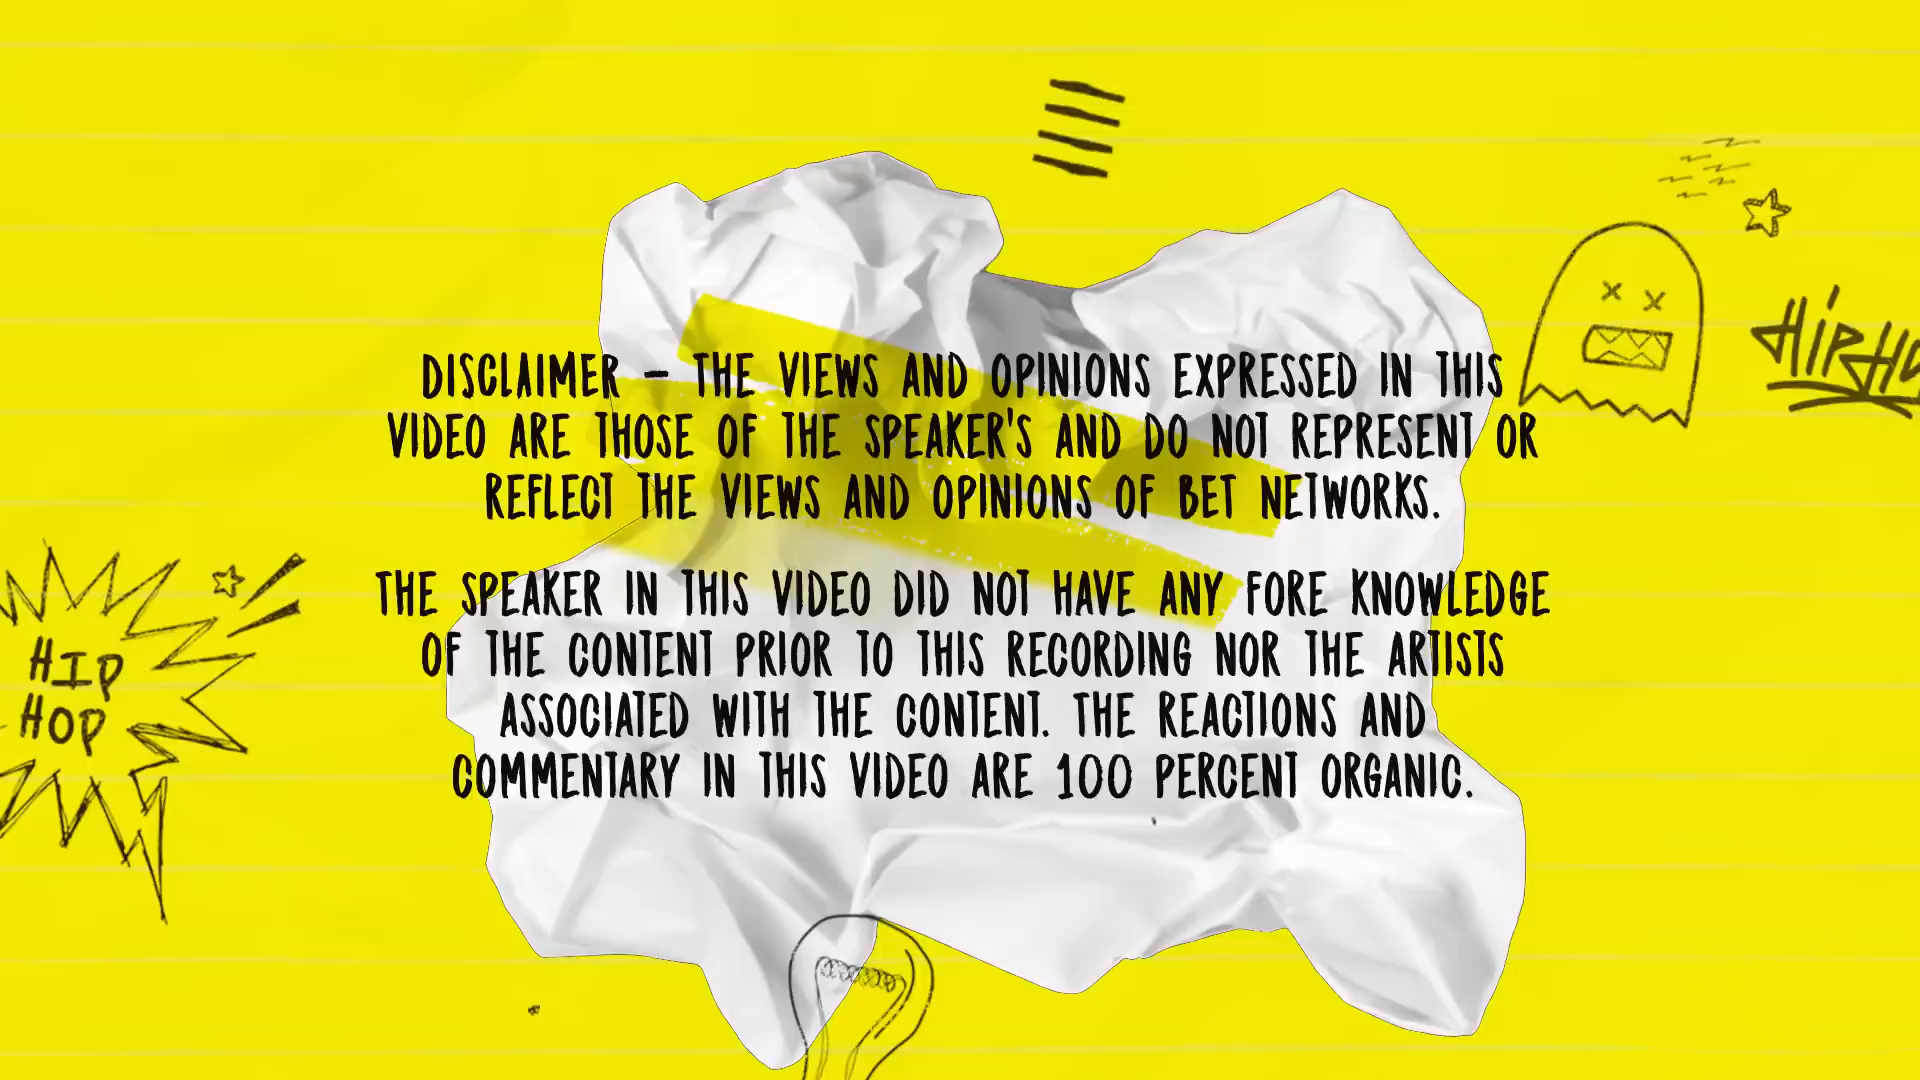 DISCLAIMER – THE VIEWS AND OPINIONS EXPRESSED IN THIS
VIDEO ARE THOSE OF THE SPEAKER'S AND DO NOT REPRESENT OR
REFLECT THE VIEWS AND OPINIONS OF BET NETWORKS.
THE SPEAKER IN THIS VIDEO DID NOT HAVE ANY FORE KNOWLEDGE
OF THE CONTENT PRIOR TO THIS RECORDING NOR THE ARTISTS
ASSOCIATED WITH THE CONTENT. THE REACTIONS AND
COMMENTARY IN THIS VIDEO ARE 100 PERCENT ORGANIC.
HIP
HOP
HIPHO